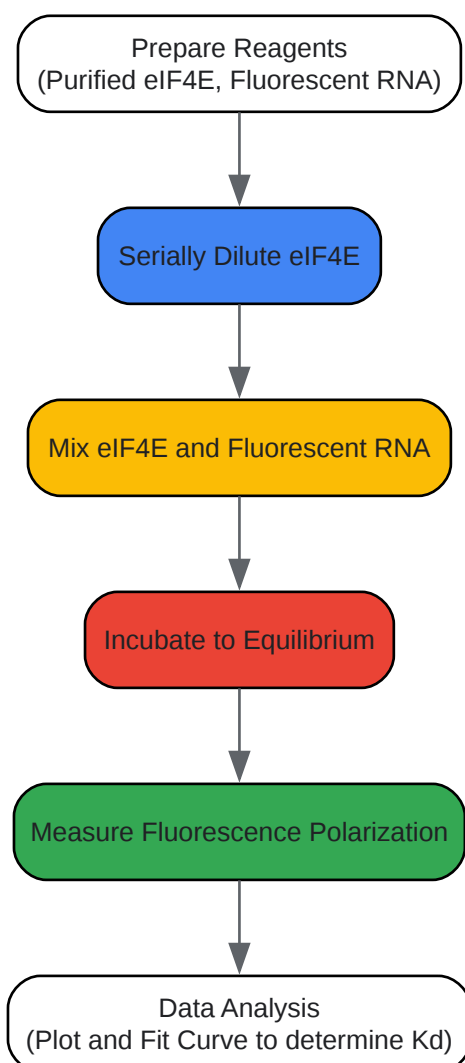 Prepare Reagents
(Purified eIF4E, Fluorescent RNA)
Serially Dilute eIF4E
Mix eIF4E and Fluorescent RNA
Incubate to Equilibrium
Measure Fluorescence Polarization
Data Analysis
(Plot and Fit Curve to determine Kd)